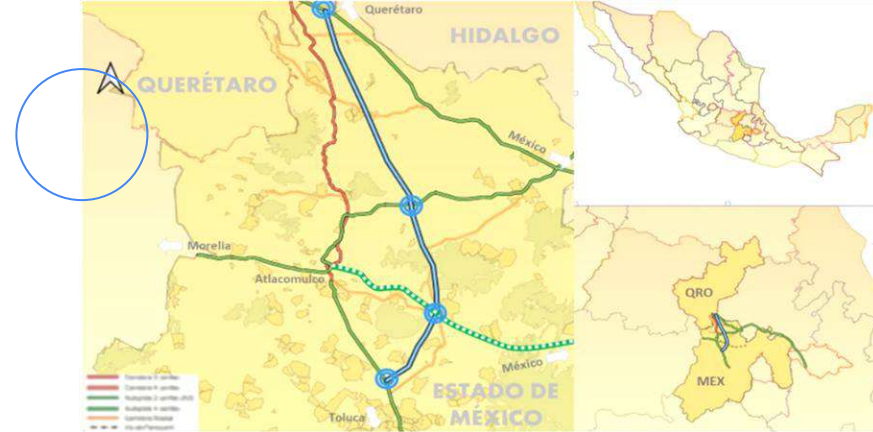 Querétaro
HIDALGO
QUERÉTARO
México
Morelia
Atlacomulco
México
ESTADO DE
MÉXICO
Toluca
QRO
MEX